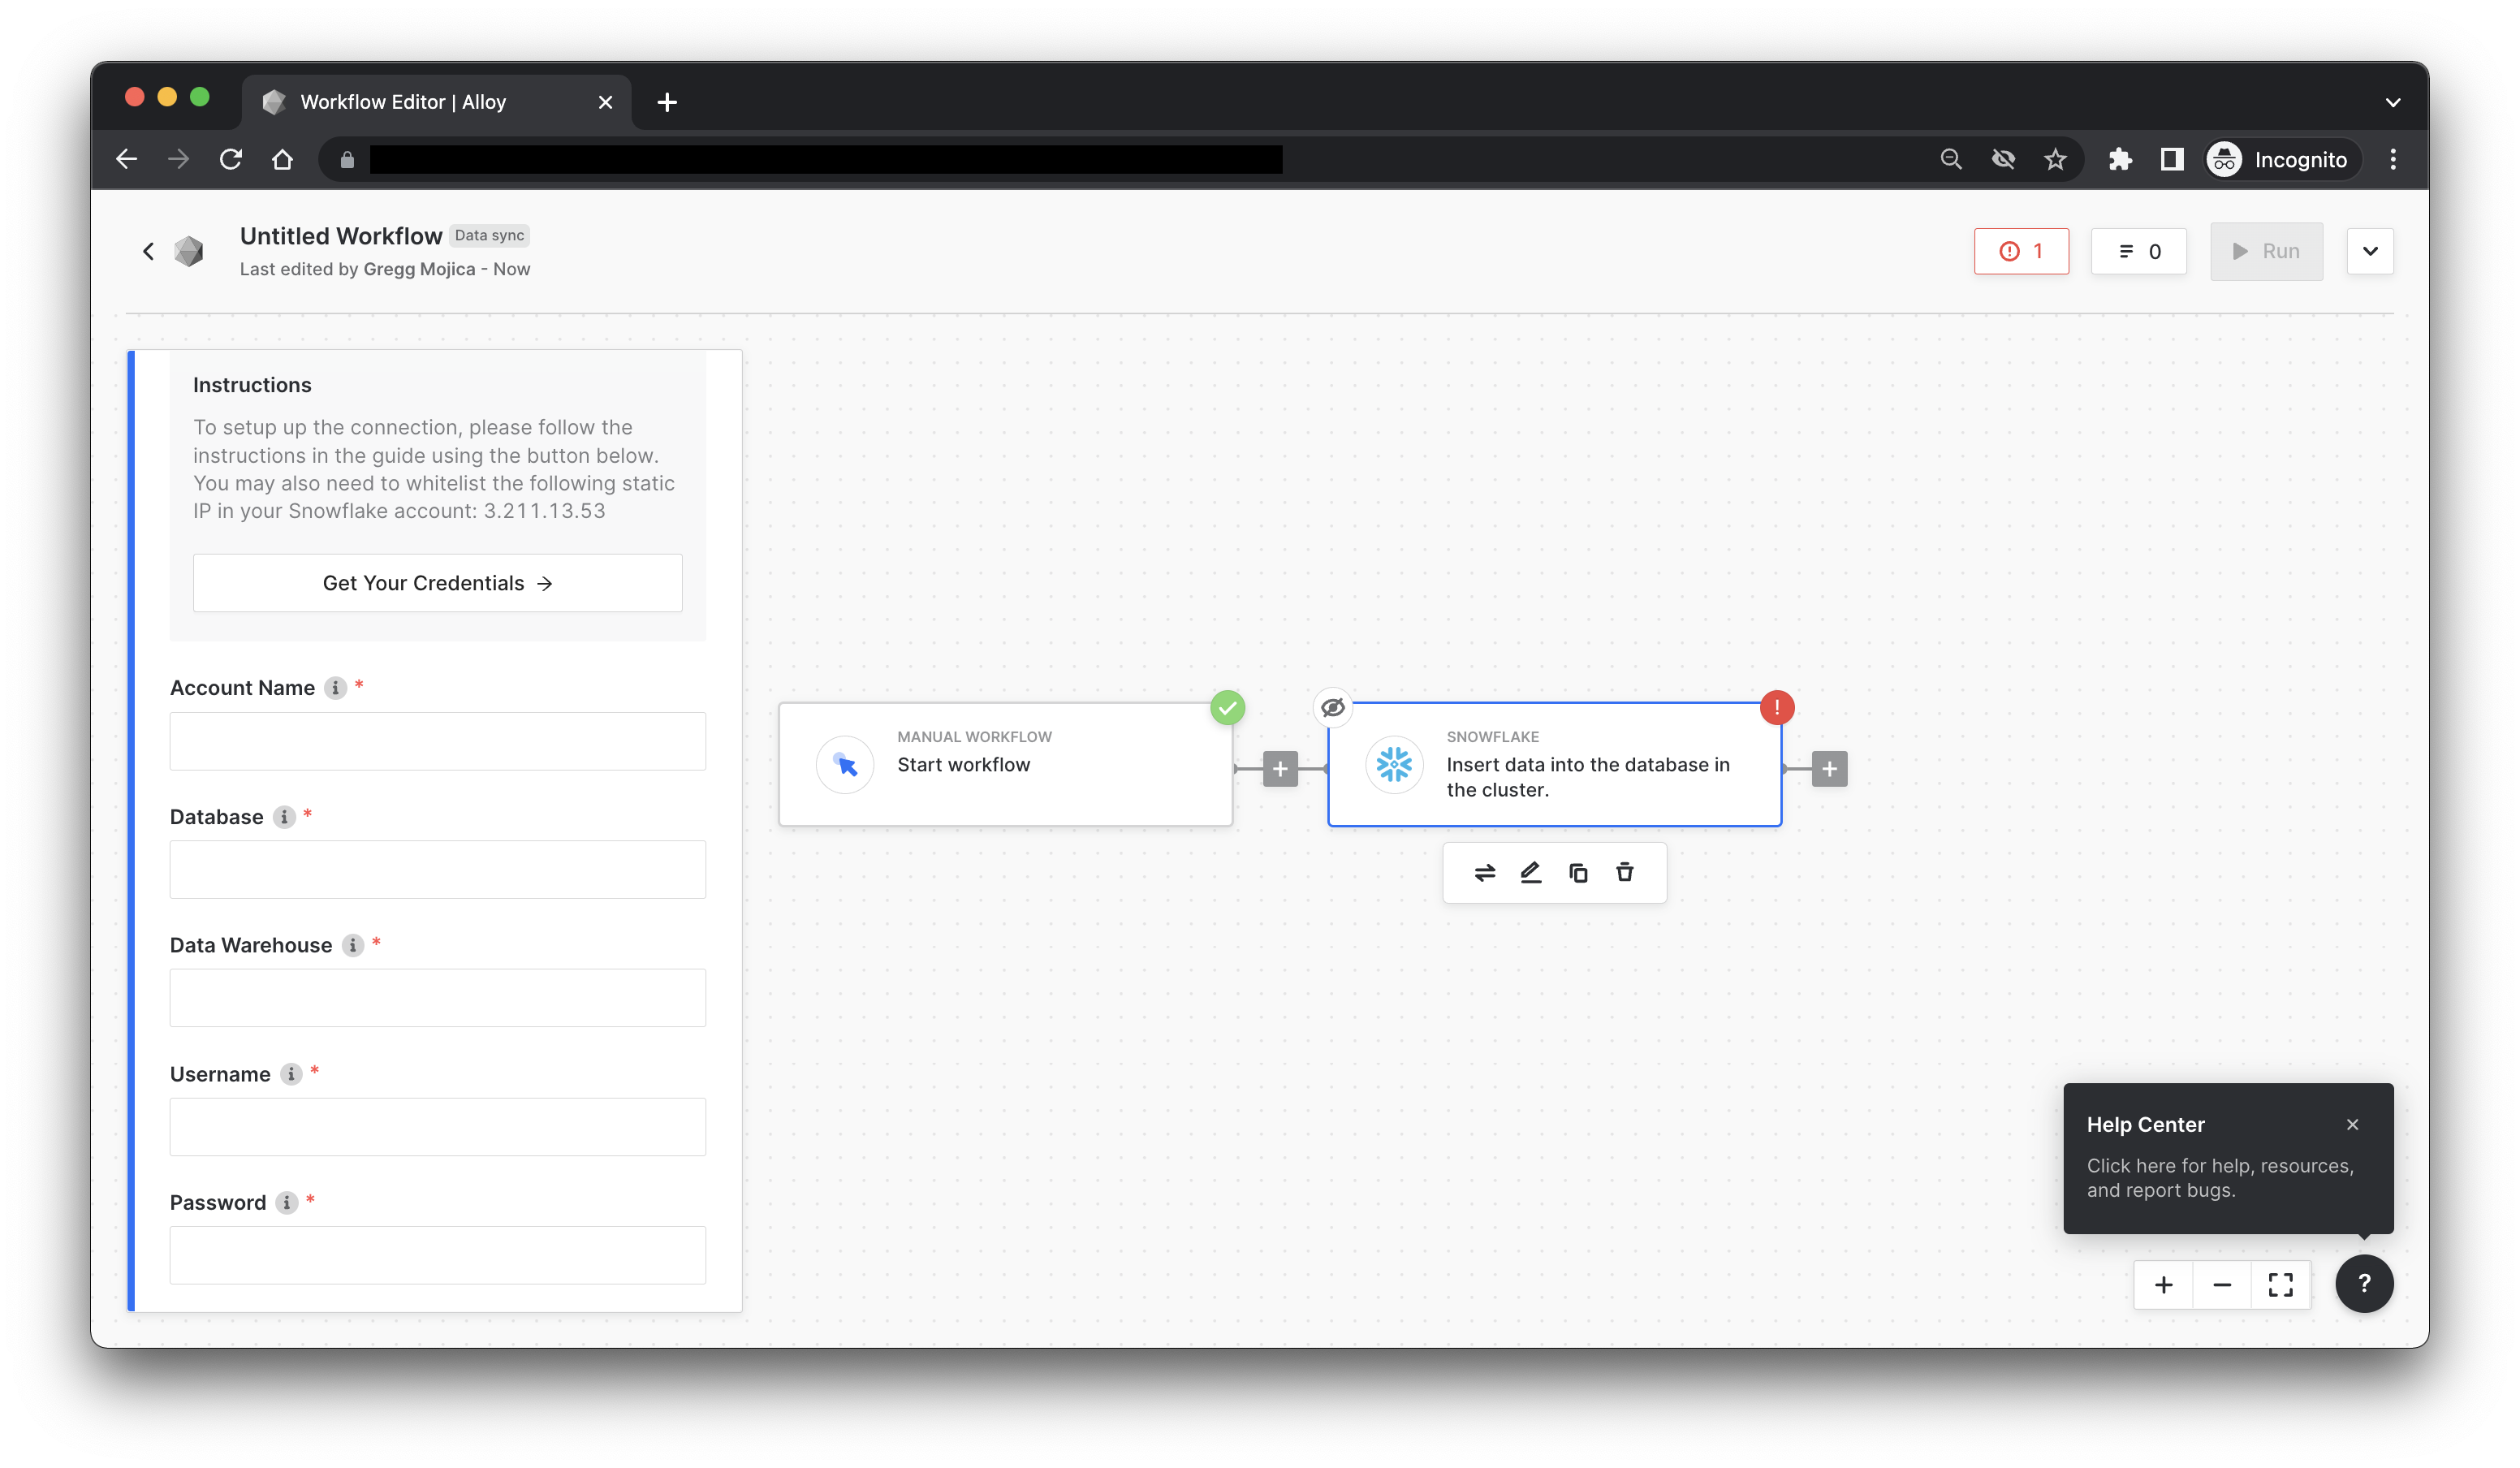 Workflow Editor | Alloy
Incognito
Untitled Workflow Data sync
Last edited by Gregg Mojica - Now
1
0
Run
Instructions
To setup up the connection, please follow the
instructions in the guide using the button below.
You may also need to whitelist the following static
IP in your Snowflake account: 3.211.13.53
Get Your Credentials →
Account Name i *
Database i *
Data Warehouse i *
Username i *
Password i *
MANUAL WORKFLOW
Start workflow
SNOWFLAKE
Insert data into the database in
the cluster.
!
Help Center
Click here for help, resources,
and report bugs.
?